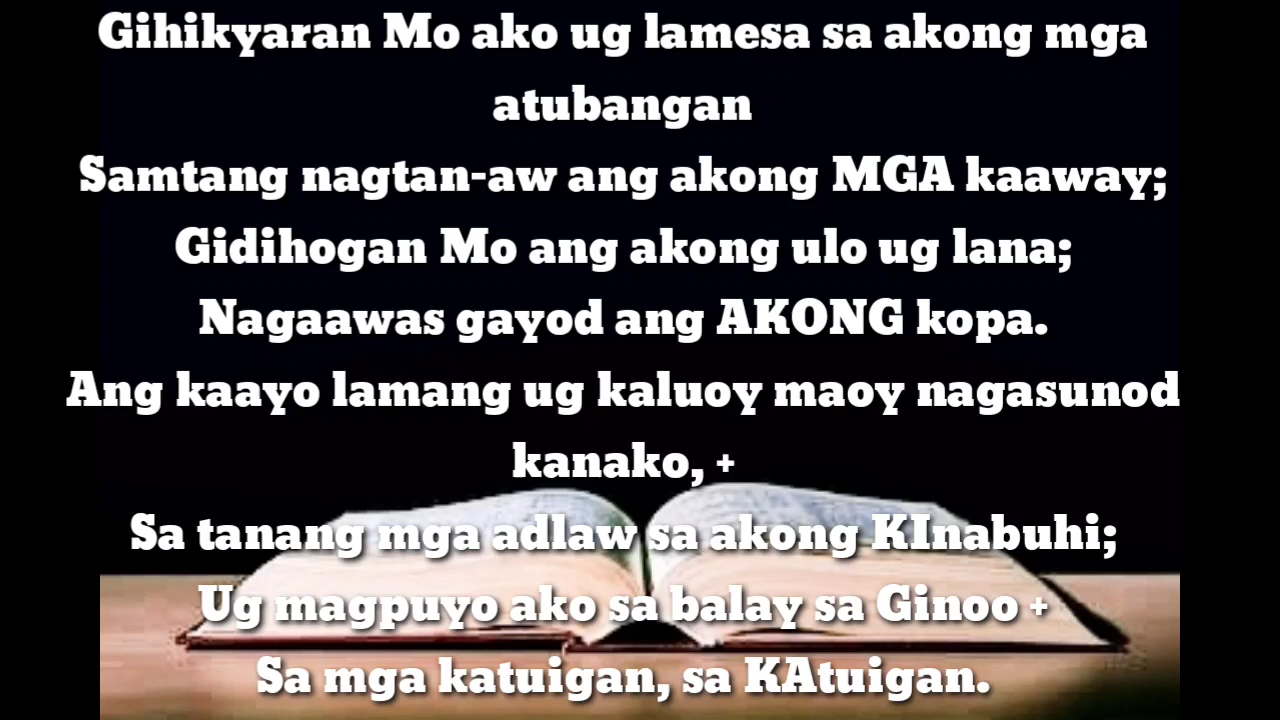 Gihikyaran Mo ako ug lamesa sa akong mga
atubangan
Samtang nagtan-aw ang akong MGA kaaway;
Gidihogan Mo ang akong ulo ug lana;
Nagaawas gayod ang AKONG kopa.
Ang kaayo lamang ug kaluoy maoy nagasunod
kanako, +
Sa tanang mga adlaw sa akong KInabuhi;
Ug magpuyo ako sa balay sa Ginoo +
Sa mga katuigan, sa KAtuigan.